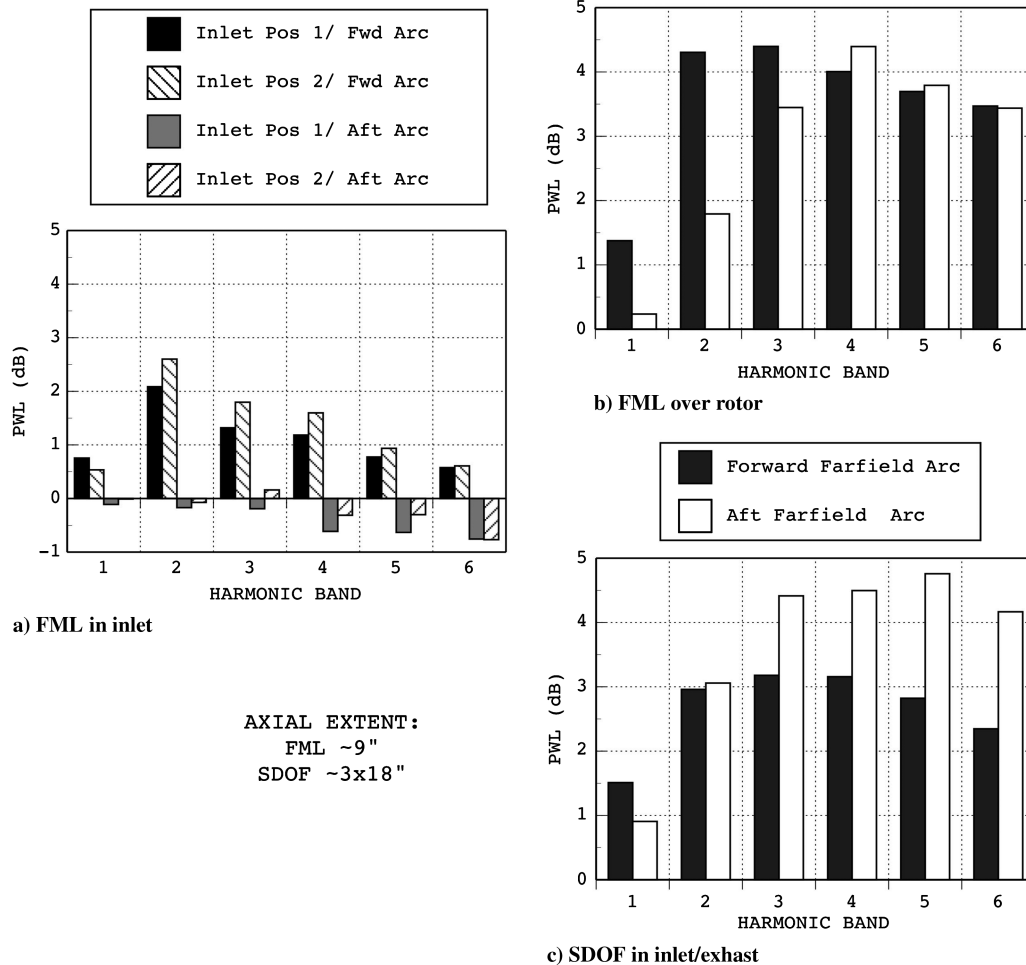 Inlet Pos 1/ Fwd Arc
Inlet Pos 2/ Fwd Arc
Inlet Pos 1/ Aft Arc
Inlet Pos 2/ Aft Arc
5
4
3
2
1
0
−1
PWL (dB)
1 2 3 4 5 6
HARMONIC BAND
a) FML in inlet
AXIAL EXTENT:
FML ~9"
SDOF ~3x18"
5
4
3
2
1
0
PWL (dB)
1 2 3 4 5 6
HARMONIC BAND
b) FML over rotor
Forward Farfield Arc
Aft Farfield Arc
5
4
3
2
1
0
PWL (dB)
1 2 3 4 5 6
HARMONIC BAND
c) SDOF in inlet/exhast